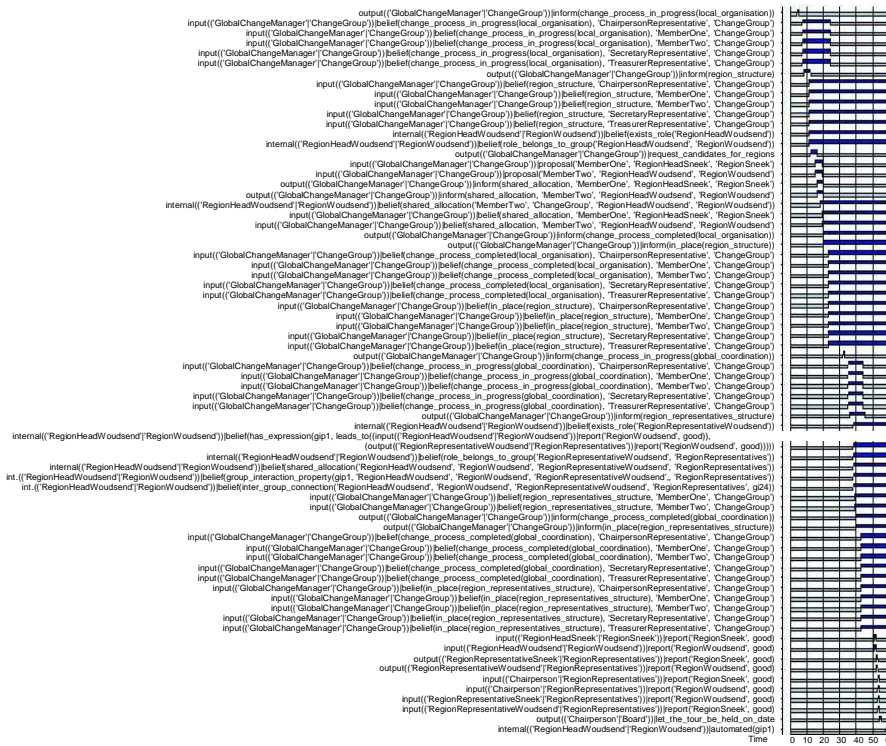 output(('GlobalChangeManager'|'ChangeGroup'))|inform(change_process_in_progress(local_organisation))
input(('GlobalChangeManager'|'ChangeGroup'))|belief(change_process_in_progress(local_organisation), 'ChairpersonRepresentative', 'ChangeGroup')
input(('GlobalChangeManager'|'ChangeGroup'))|belief(change_process_in_progress(local_organisation), 'MemberOne', 'ChangeGroup')
input(('GlobalChangeManager'|'ChangeGroup'))|belief(change_process_in_progress(local_organisation), 'MemberTwo', 'ChangeGroup')
input(('GlobalChangeManager'|'ChangeGroup'))|belief(change_process_in_progress(local_organisation), 'SecretaryRepresentative', 'ChangeGroup')
input(('GlobalChangeManager'|'ChangeGroup'))|belief(change_process_in_progress(local_organisation), 'TreasurerRepresentative', 'ChangeGroup')
output(('GlobalChangeManager'|'ChangeGroup'))|inform(region_structure)
input(('GlobalChangeManager'|'ChangeGroup'))|belief(region_structure, 'ChairpersonRepresentative', 'ChangeGroup')
input(('GlobalChangeManager'|'ChangeGroup'))|belief(region_structure, 'MemberOne', 'ChangeGroup')
input(('GlobalChangeManager'|'ChangeGroup'))|belief(region_structure, 'MemberTwo', 'ChangeGroup')
input(('GlobalChangeManager'|'ChangeGroup'))|belief(region_structure, 'SecretaryRepresentative', 'ChangeGroup')
input(('GlobalChangeManager'|'ChangeGroup'))|belief(region_structure, 'TreasurerRepresentative', 'ChangeGroup')
internal(('RegionHeadWoudsend'|'RegionWoudsend'))|belief(exists_role('RegionHeadWoudsend'))
internal(('RegionHeadWoudsend'|'RegionWoudsend'))|belief(role_belongs_to_group('RegionHeadWoudsend', 'RegionWoudsend'))
output(('GlobalChangeManager'|'ChangeGroup'))|request_candidates_for_regions
input(('GlobalChangeManager'|'ChangeGroup'))|proposal('MemberOne', 'RegionHeadSneek', 'RegionSneek')
input(('GlobalChangeManager'|'ChangeGroup'))|proposal('MemberTwo', 'RegionHeadWoudsend', 'RegionWoudsend')
output(('GlobalChangeManager'|'ChangeGroup'))|inform(shared_allocation, 'MemberOne', 'RegionHeadSneek', 'RegionSneek')
output(('GlobalChangeManager'|'ChangeGroup'))|inform(shared_allocation, 'MemberTwo', 'RegionHeadWoudsend', 'RegionWoudsend')
internal(('RegionHeadWoudsend'|'RegionWoudsend'))|belief(shared_allocation('MemberTwo', 'ChangeGroup', 'RegionHeadWoudsend', 'RegionWoudsend'))
input(('GlobalChangeManager'|'ChangeGroup'))|belief(shared_allocation, 'MemberOne', 'RegionHeadSneek', 'RegionSneek')
input(('GlobalChangeManager'|'ChangeGroup'))|belief(shared_allocation, 'MemberTwo', 'RegionHeadWoudsend', 'RegionWoudsend')
output(('GlobalChangeManager'|'ChangeGroup'))|inform(change_process_completed(local_organisation))
output(('GlobalChangeManager'|'ChangeGroup'))|inform(in_place(region_structure))
input(('GlobalChangeManager'|'ChangeGroup'))|belief(change_process_completed(local_organisation), 'ChairpersonRepresentative', 'ChangeGroup')
input(('GlobalChangeManager'|'ChangeGroup'))|belief(change_process_completed(local_organisation), 'MemberOne', 'ChangeGroup')
input(('GlobalChangeManager'|'ChangeGroup'))|belief(change_process_completed(local_organisation), 'MemberTwo', 'ChangeGroup')
input(('GlobalChangeManager'|'ChangeGroup'))|belief(change_process_completed(local_organisation), 'SecretaryRepresentative', 'ChangeGroup')
input(('GlobalChangeManager'|'ChangeGroup'))|belief(change_process_completed(local_organisation), 'TreasurerRepresentative', 'ChangeGroup')
input(('GlobalChangeManager'|'ChangeGroup'))|belief(in_place(region_structure), 'ChairpersonRepresentative', 'ChangeGroup')
input(('GlobalChangeManager'|'ChangeGroup'))|belief(in_place(region_structure), 'MemberOne', 'ChangeGroup')
input(('GlobalChangeManager'|'ChangeGroup'))|belief(in_place(region_structure), 'MemberTwo', 'ChangeGroup')
input(('GlobalChangeManager'|'ChangeGroup'))|belief(in_place(region_structure), 'SecretaryRepresentative', 'ChangeGroup')
input(('GlobalChangeManager'|'ChangeGroup'))|belief(in_place(region_structure), 'TreasurerRepresentative', 'ChangeGroup')
output(('GlobalChangeManager'|'ChangeGroup'))|inform(change_process_in_progress(global_coordination))
input(('GlobalChangeManager'|'ChangeGroup'))|belief(change_process_in_progress(global_coordination), 'ChairpersonRepresentative', 'ChangeGroup')
input(('GlobalChangeManager'|'ChangeGroup'))|belief(change_process_in_progress(global_coordination), 'MemberOne', 'ChangeGroup')
input(('GlobalChangeManager'|'ChangeGroup'))|belief(change_process_in_progress(global_coordination), 'MemberTwo', 'ChangeGroup')
input(('GlobalChangeManager'|'ChangeGroup'))|belief(change_process_in_progress(global_coordination), 'SecretaryRepresentative', 'ChangeGroup')
input(('GlobalChangeManager'|'ChangeGroup'))|belief(change_process_in_progress(global_coordination), 'TreasurerRepresentative', 'ChangeGroup')
output(('GlobalChangeManager'|'ChangeGroup'))|inform(region_representatives_structure)
internal(('RegionHeadWoudsend'|'RegionWoudsend'))|belief(exists_role('RegionRepresentativeWoudsend'))
internal(('RegionHeadWoudsend'|'RegionWoudsend'))|belief(has_expression(gip1, leads_to((input(('RegionHeadWoudsend'|'RegionWoudsend'))|report('RegionWoudsend', good)),
(output(('RegionRepresentativeWoudsend'|'RegionRepresentatives'))|report('RegionWoudsend', good)))))
internal(('RegionHeadWoudsend'|'RegionWoudsend'))|belief(role_belongs_to_group('RegionRepresentativeWoudsend', 'RegionRepresentatives'))
internal(('RegionHeadWoudsend'|'RegionWoudsend'))|belief(shared_allocation('RegionHeadWoudsend', 'RegionWoudsend', 'RegionRepresentativeWoudsend', 'RegionRepresentatives'))
int.(('RegionHeadWoudsend'|'RegionWoudsend'))|belief(group_interaction_property(gip1, 'RegionHeadWoudsend', 'RegionWoudsend', 'RegionRepresentativeWoudsend',, 'RegionRepresentatives'))
int.(('RegionHeadWoudsend'|'RegionWoudsend'))|belief(inter_group_connection('RegionHeadWoudsend', 'RegionWoudsend', 'RegionRepresentativeWoudsend', 'RegionRepresentatives', gi24))
input(('GlobalChangeManager'|'ChangeGroup'))|belief(region_representatives_structure, 'MemberOne', 'ChangeGroup')
input(('GlobalChangeManager'|'ChangeGroup'))|belief(region_representatives_structure, 'MemberTwo', 'ChangeGroup')
output(('GlobalChangeManager'|'ChangeGroup'))|inform(change_process_completed(global_coordination))
output(('GlobalChangeManager'|'ChangeGroup'))|inform(in_place(region_representatives_structure))
input(('GlobalChangeManager'|'ChangeGroup'))|belief(change_process_completed(global_coordination), 'ChairpersonRepresentative', 'ChangeGroup')
input(('GlobalChangeManager'|'ChangeGroup'))|belief(change_process_completed(global_coordination), 'MemberOne', 'ChangeGroup')
input(('GlobalChangeManager'|'ChangeGroup'))|belief(change_process_completed(global_coordination), 'MemberTwo', 'ChangeGroup')
input(('GlobalChangeManager'|'ChangeGroup'))|belief(change_process_completed(global_coordination), 'SecretaryRepresentative', 'ChangeGroup')
input(('GlobalChangeManager'|'ChangeGroup'))|belief(change_process_completed(global_coordination), 'TreasurerRepresentative', 'ChangeGroup')
input(('GlobalChangeManager'|'ChangeGroup'))|belief(in_place(region_representatives_structure), 'ChairpersonRepresentative', 'ChangeGroup')
input(('GlobalChangeManager'|'ChangeGroup'))|belief(in_place(region_representatives_structure), 'MemberOne', 'ChangeGroup')
input(('GlobalChangeManager'|'ChangeGroup'))|belief(in_place(region_representatives_structure), 'MemberTwo', 'ChangeGroup')
input(('GlobalChangeManager'|'ChangeGroup'))|belief(in_place(region_representatives_structure), 'SecretaryRepresentative', 'ChangeGroup')
input(('GlobalChangeManager'|'ChangeGroup'))|belief(in_place(region_representatives_structure), 'TreasurerRepresentative', 'ChangeGroup')
input(('RegionHeadSneek'|'RegionSneek'))|report('RegionSneek', good)
input(('RegionHeadWoudsend'|'RegionWoudsend'))|report('RegionWoudsend', good)
output(('RegionRepresentativeSneek'|'RegionRepresentatives'))|report('RegionSneek', good)
output(('RegionRepresentativeWoudsend'|'RegionRepresentatives'))|report('RegionWoudsend', good)
input(('Chairperson'|'RegionRepresentatives'))|report('RegionSneek', good)
input(('Chairperson'|'RegionRepresentatives'))|report('RegionWoudsend', good)
input(('RegionRepresentativeSneek'|'RegionRepresentatives'))|report('RegionWoudsend', good)
input(('RegionRepresentativeWoudsend'|'RegionRepresentatives'))|report('RegionSneek', good)
output(('Chairperson'|'Board'))|let_the_tour_be_held_on_date
internal(('RegionHeadWoudsend'|'RegionWoudsend'))|automated(gip1)
Time 0 10 20 30 40 50